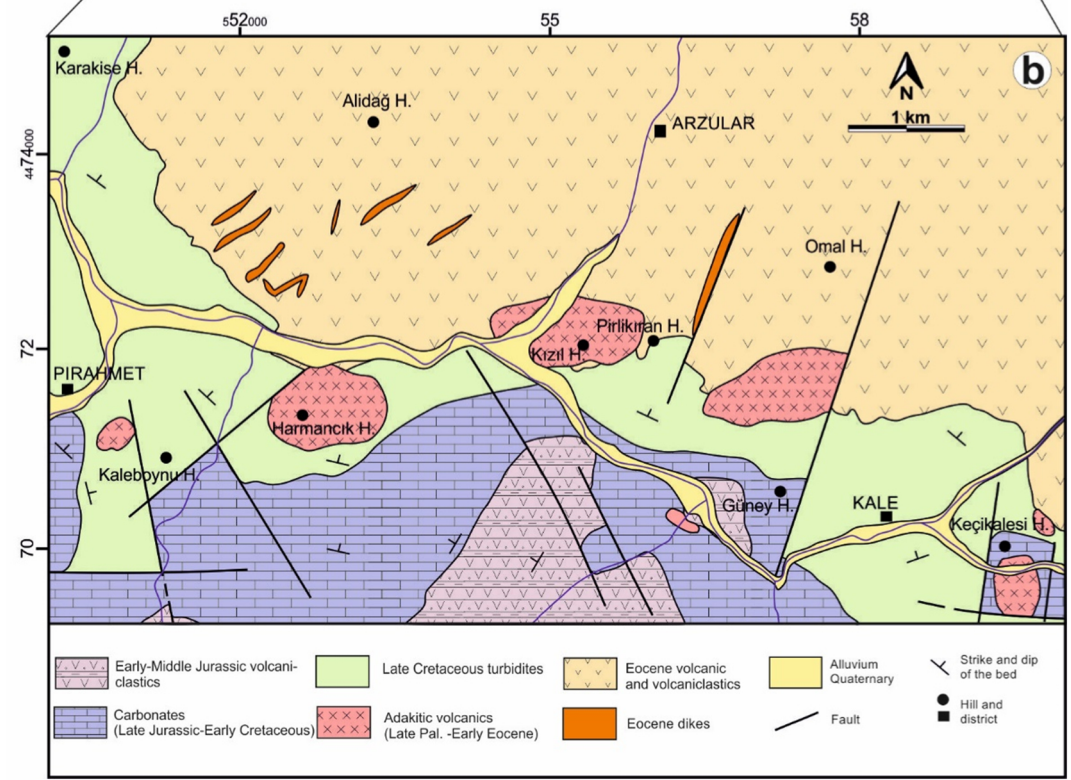 552000 55 58
b
Karakise H.
Alidağ H.
ARZULAR
N
1 km
4474000
Omal H.
Pirlikıran H.
Kızıl H.
72
PIRAHMET
Harmancık H.
Kaleboynu H.
Güney H.
KALE
Keçikalesi H.
70
Early-Middle Jurassic volcani-
clastics
Late Cretaceous turbidites
Eocene volcanic
and volcaniclastics
Alluvium
Quaternary
Strike and dip
of the bed
Carbonates
(Late Jurassic-Early Cretaceous)
Adakitic volcanics
(Late Pal. -Early Eocene)
Eocene dikes
Fault
Hill and
district